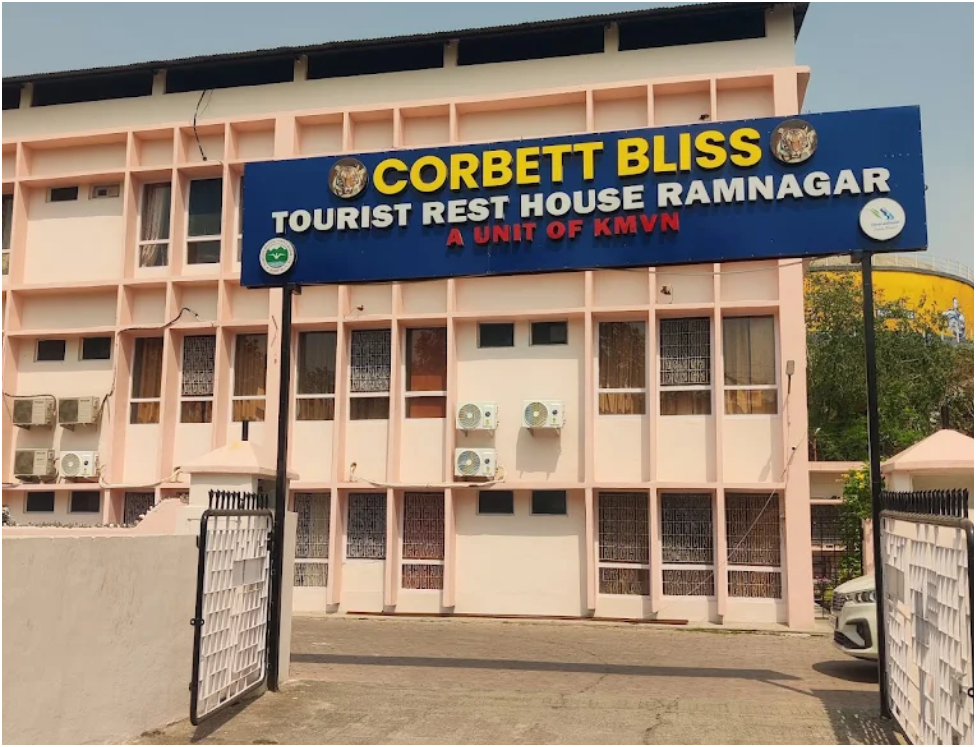 CORBETT BLISS
TOURIST REST HOUSE RAMNAGAR
A UNIT OF KMVN